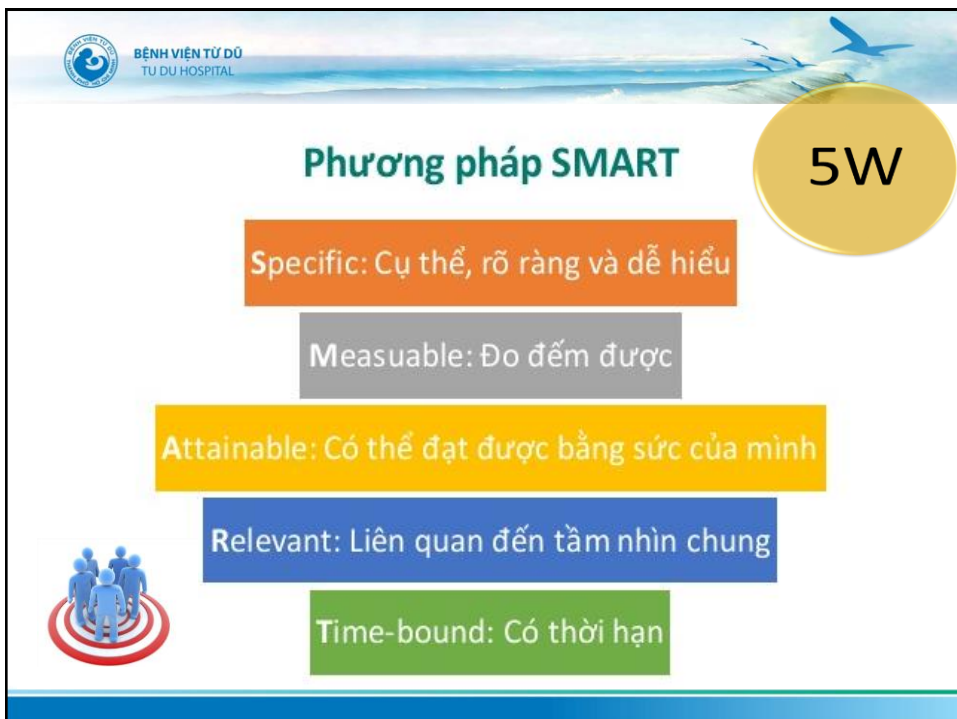 BỆNH VIỆN TỪ DŨ
TU DU HOSPITAL
Phương pháp SMART
5W
Specific: Cụ thể, rõ ràng và dễ hiểu
Measuable: Đo đếm được
Attainable: Có thể đạt được bằng sức của mình
Relevant: Liên quan đến tầm nhìn chung
Time-bound: Có thời hạn